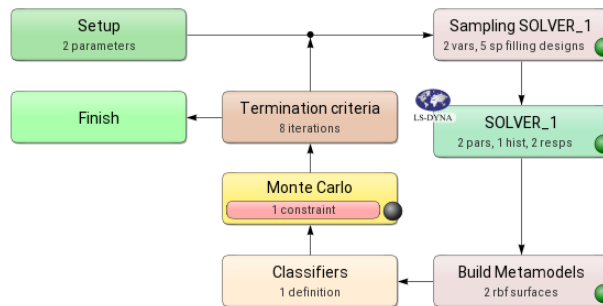 Setup
2 parameters
Sampling SOLVER_1
2 vars, 5 sp filling designs
Finish
Termination criteria
8 iterations
LS-DYNA
SOLVER_1
2 pars, 1 hist, 2 resps
Monte Carlo
1 constraint
Classifiers
1 definition
Build Metamodels
2 rbf surfaces